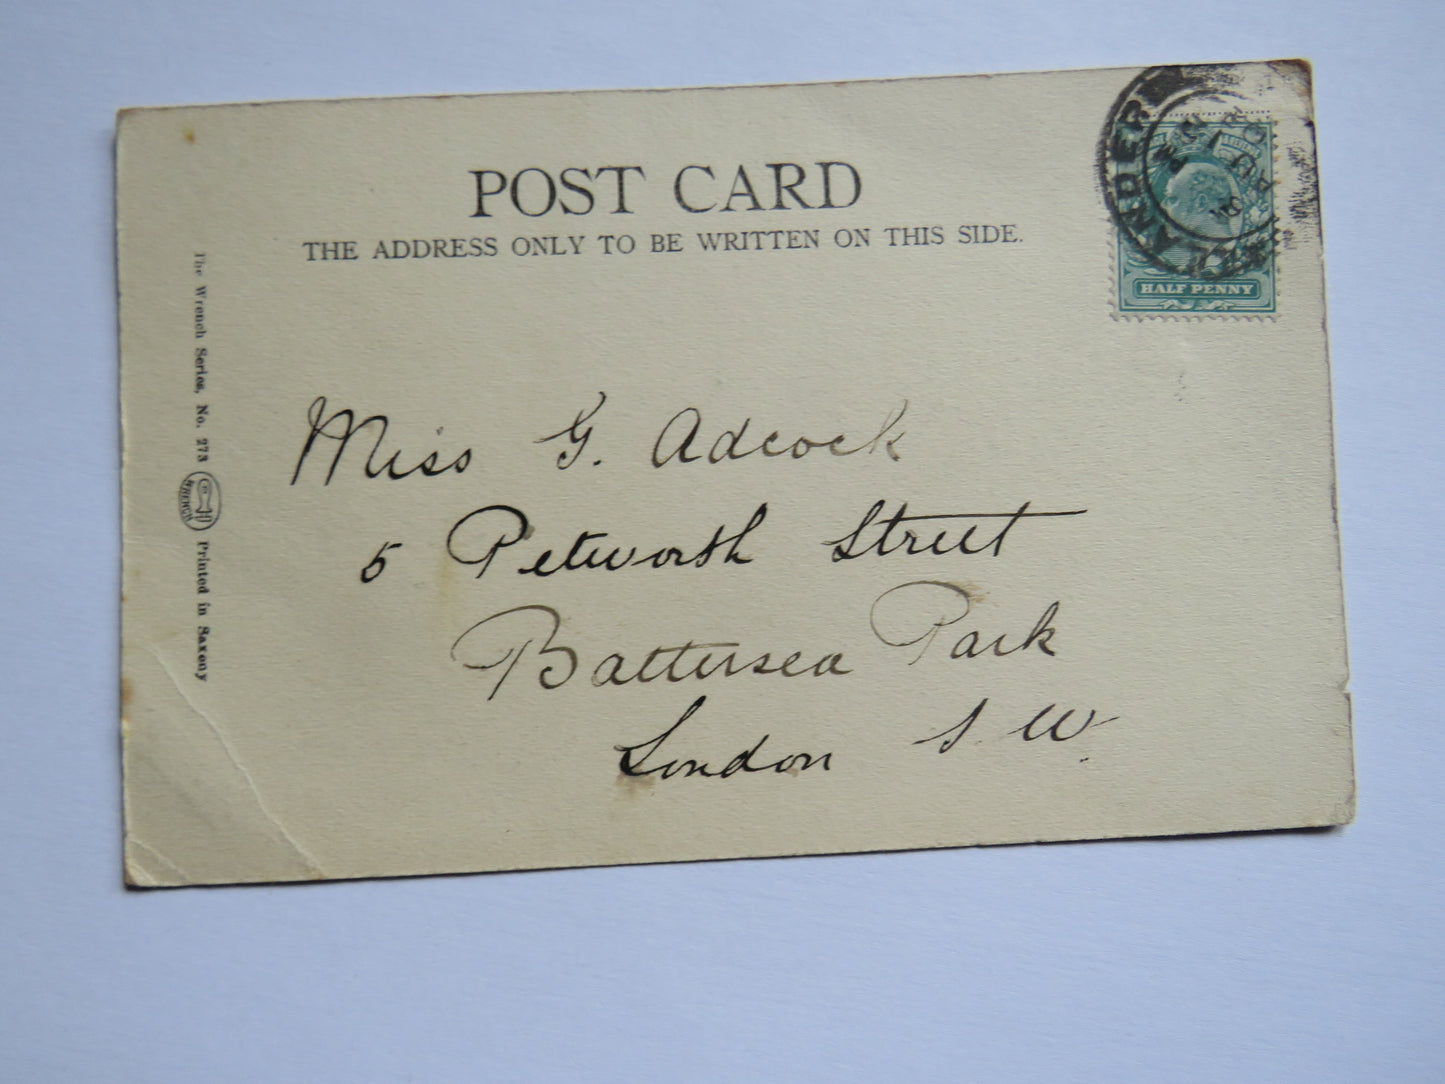 POST CARD
THE ADDRESS ONLY TO BE WRITTEN ON THIS SIDE.
HALF PENNY
The Wrench Series, No. 273
WRENCH
Printed in Saxony
Miss G. Adcock
5 Petworth Street
Battersea Park
London S. W.